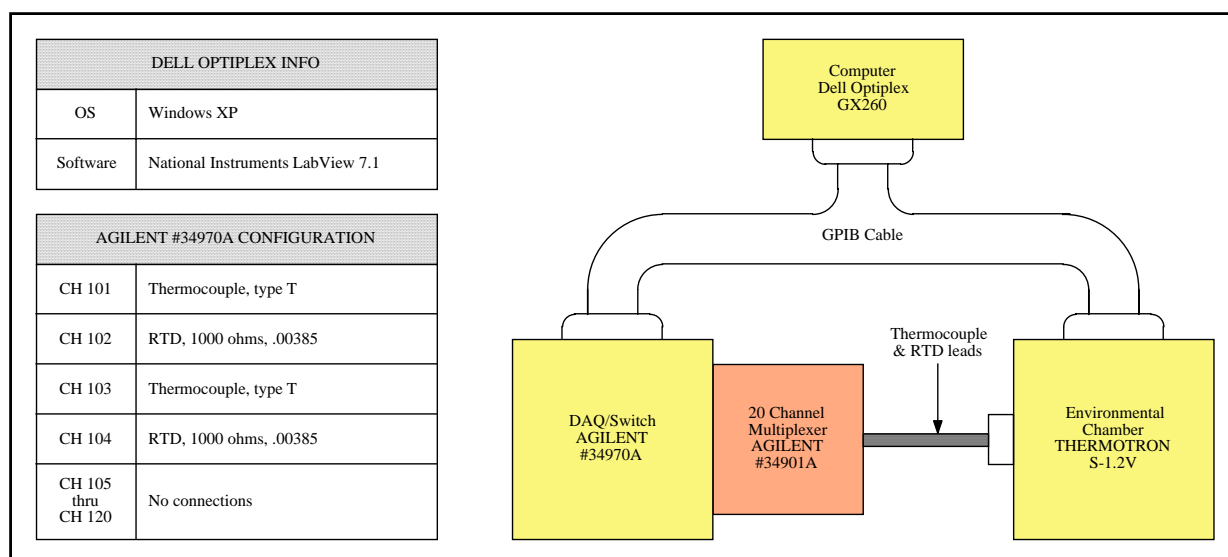 DELL OPTIPLEX INFO
OS
Windows XP
Software
National Instruments LabView 7.1
AGILENT #34970A CONFIGURATION
CH 101
Thermocouple, type T
CH 102
RTD, 1000 ohms, .00385
CH 103
Thermocouple, type T
CH 104
RTD, 1000 ohms, .00385
CH 105
thru
CH 120
No connections
Computer
Dell Optiplex
GX260
GPIB Cable
Thermocouple
& RTD leads
DAQ/Switch
AGILENT
#34970A
20 Channel
Multiplexer
AGILENT
#34901A
Environmental
Chamber
THERMOTRON
S-1.2V